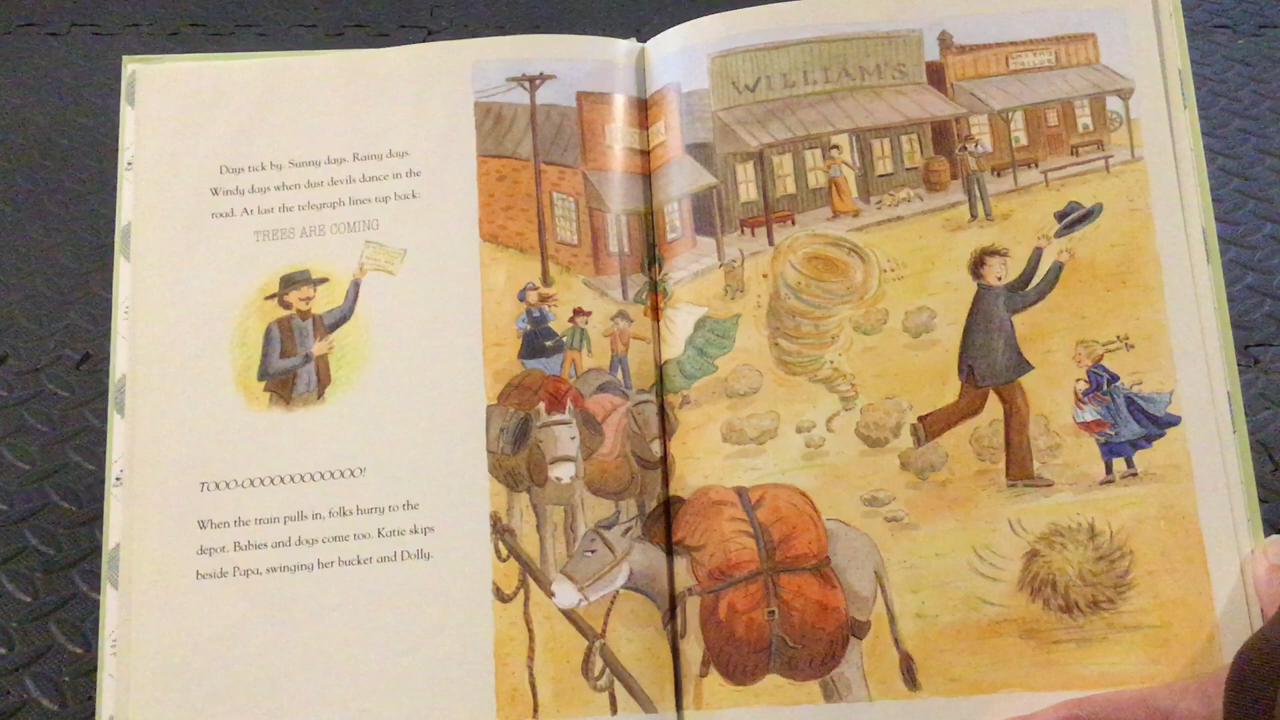 Days tick by. Sunny days. Rainy days.
Windy days when dust devils dance in the
road. At last the telegraph lines tap back:
TREES ARE COMING
TOOO-OOOOOOOOOOOO!
When the train pulls in, folks hurry to the
depot. Babies and dogs come too. Katie skips
beside Papa, swinging her bucket and Dolly.
WILLIAM'S
TAILOR